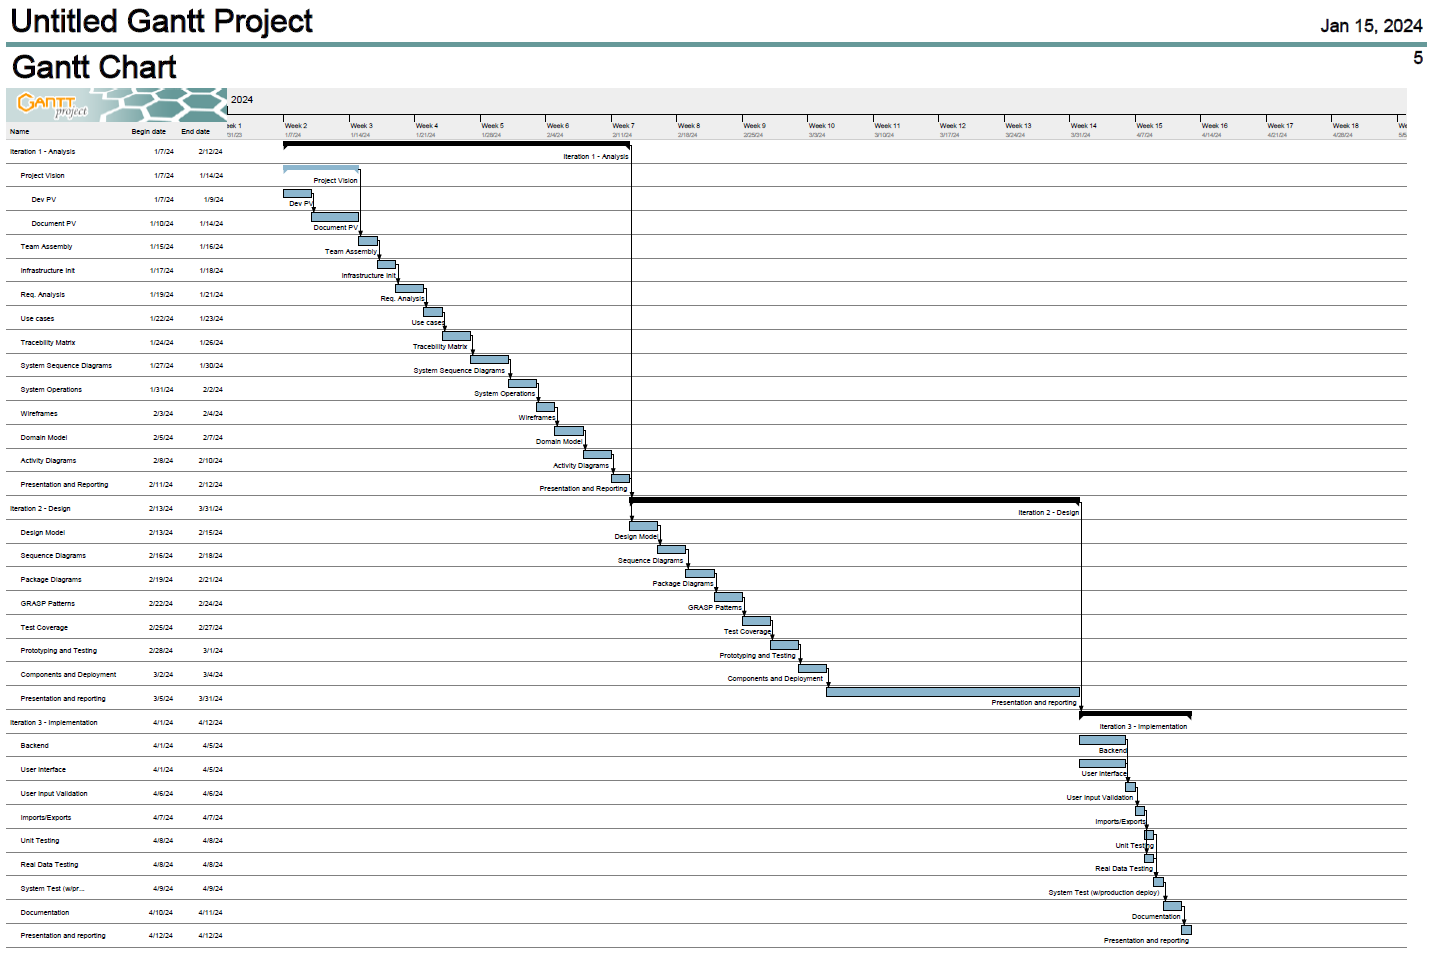 Untitled Gantt Project
Jan 15, 2024
5
Gantt Chart
GANTT project
2024
Name Begin date End date
eek 1 Week 2 Week 3 Week 4 Week 5 Week 6 Week 7 Week 8 Week 9 Week 10 Week 11 Week 12 Week 13 Week 14 Week 15 Week 16 Week 17 Week 18 We
/31/23 1/7/24 1/14/24 1/21/24 1/28/24 2/4/24 2/11/24 2/18/24 2/25/24 3/3/24 3/10/24 3/17/24 3/24/24 3/31/24 4/7/24 4/14/24 4/21/24 4/28/24 5/5
Iteration 1 - Analysis 1/7/24 2/12/24 Iteration 1 - Analysis
Project Vision 1/7/24 1/14/24 Project Vision
Dev PV 1/7/24 1/9/24 Dev PV
Document PV 1/10/24 1/14/24 Document PV
Team Assembly 1/15/24 1/16/24 Team Assembly
Infrastructure Init 1/17/24 1/18/24 Infrastructure Init
Req. Analysis 1/19/24 1/21/24 Req. Analysis
Use cases 1/22/24 1/23/24 Use cases
Tracebility Matrix 1/24/24 1/26/24 Tracebility Matrix
System Sequence Diagrams 1/27/24 1/30/24 System Sequence Diagrams
System Operations 1/31/24 2/2/24 System Operations
Wireframes 2/3/24 2/4/24 Wireframes
Domain Model 2/5/24 2/7/24 Domain Model
Activity Diagrams 2/8/24 2/10/24 Activity Diagrams
Presentation and Reporting 2/11/24 2/12/24 Presentation and Reporting
Iteration 2 - Design 2/13/24 3/31/24 Iteration 2 - Design
Design Model 2/13/24 2/15/24 Design Model
Sequence Diagrams 2/16/24 2/18/24 Sequence Diagrams
Package Diagrams 2/19/24 2/21/24 Package Diagrams
GRASP Patterns 2/22/24 2/24/24 GRASP Patterns
Test Coverage 2/25/24 2/27/24 Test Coverage
Prototyping and Testing 2/28/24 3/1/24 Prototyping and Testing
Components and Deployment 3/2/24 3/4/24 Components and Deployment
Presentation and reporting 3/5/24 3/31/24 Presentation and reporting
Iteration 3 - Implementation 4/1/24 4/12/24 Iteration 3 - Implementation
Backend 4/1/24 4/5/24 Backend
User Interface 4/1/24 4/5/24 User Interface
User Input Validation 4/6/24 4/6/24 User Input Validation
Imports/Exports 4/7/24 4/7/24 Imports/Exports
Unit Testing 4/8/24 4/8/24 Unit Testing
Real Data Testing 4/8/24 4/8/24 Real Data Testing
System Test (w/pr... 4/9/24 4/9/24 System Test (w/production deploy)
Documentation 4/10/24 4/11/24 Documentation
Presentation and reporting 4/12/24 4/12/24 Presentation and reporting